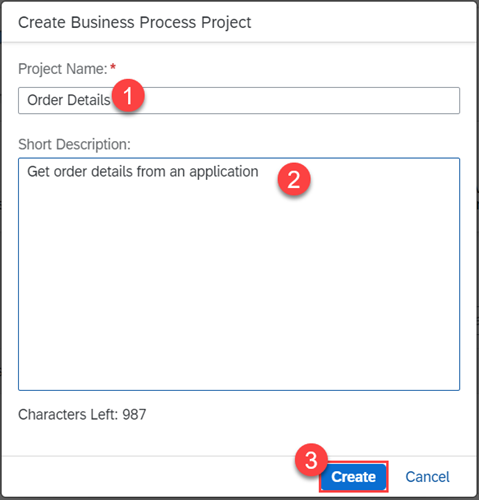 Create Business Process Project
Project Name: *
Order Details
1
Short Description:
Get order details from an application
2
Characters Left: 987
3
Create Cancel